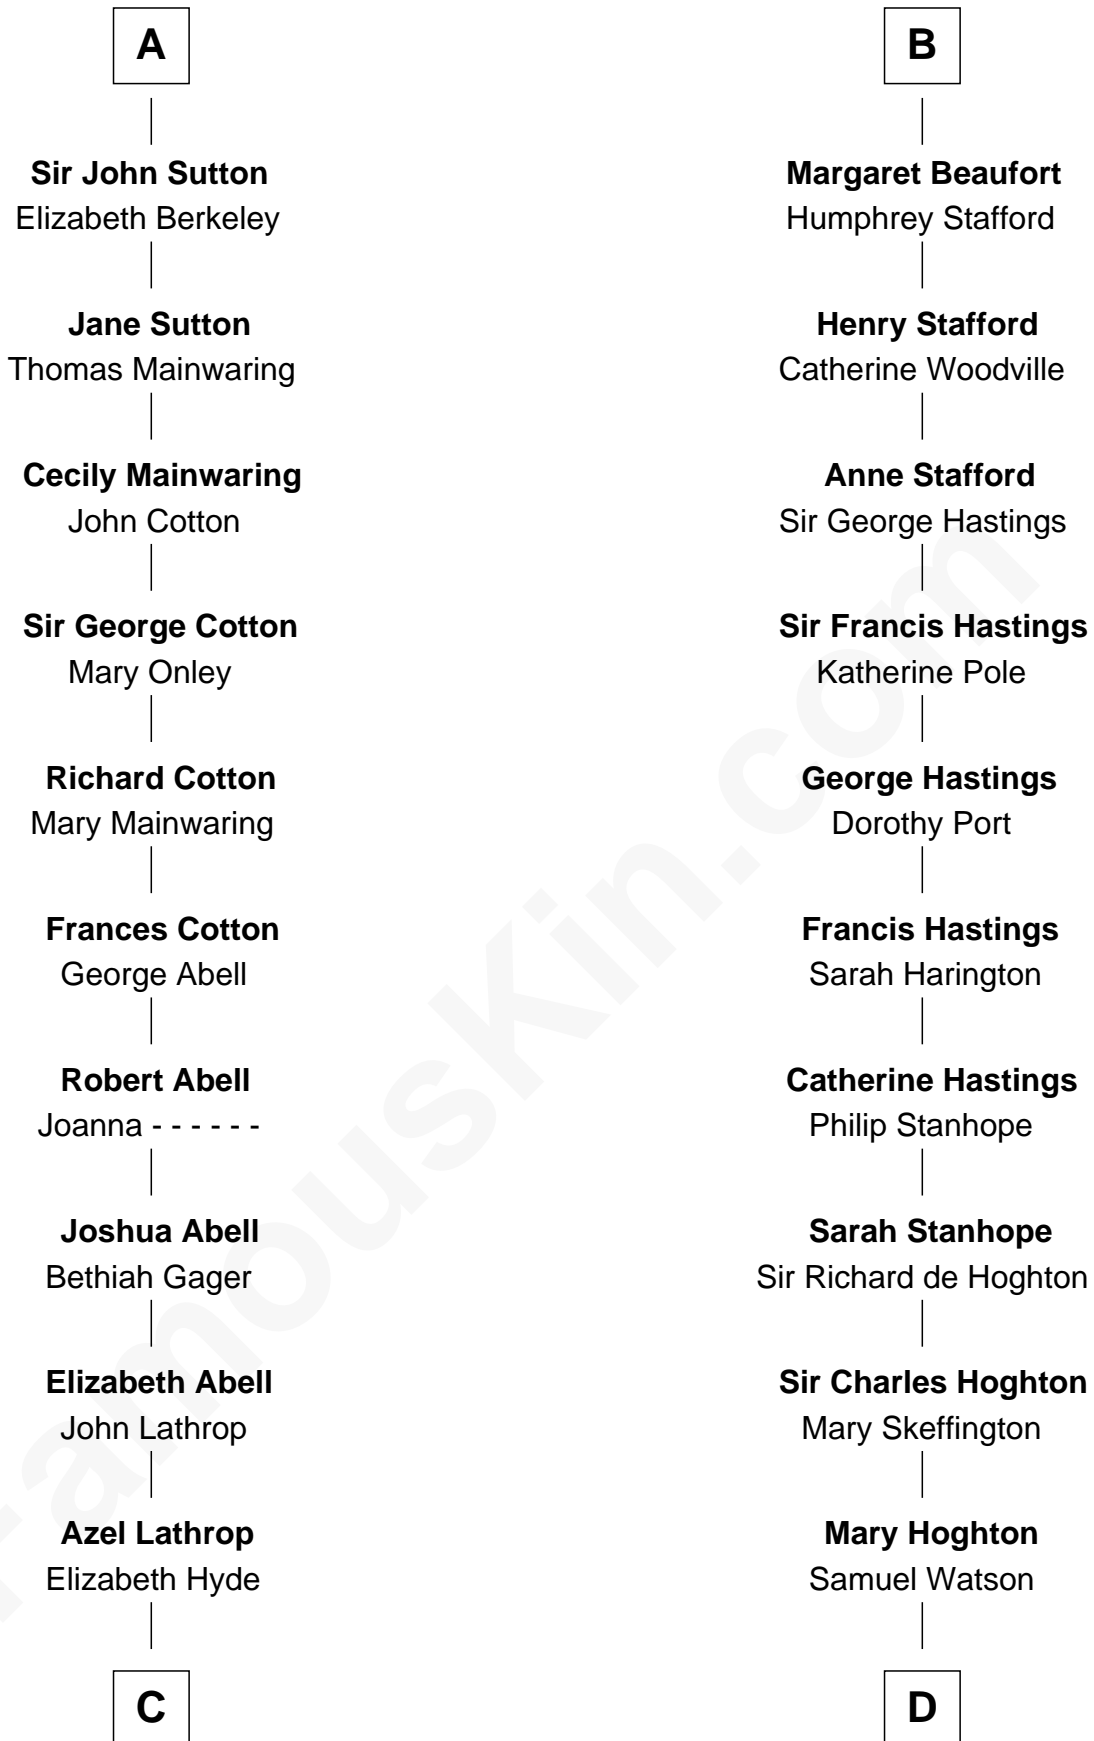 A
Sir John Sutton
Elizabeth Berkeley
Jane Sutton
Thomas Mainwaring
Cecily Mainwaring
John Cotton
Sir George Cotton
Mary Onley
Richard Cotton
Mary Mainwaring
Frances Cotton
George Abell
Robert Abell
Joanna - - - - - -
Joshua Abell
Bethiah Gager
Elizabeth Abell
John Lathrop
Azel Lathrop
Elizabeth Hyde
C
B
Margaret Beaufort
Humphrey Stafford
Henry Stafford
Catherine Woodville
Anne Stafford
Sir George Hastings
Sir Francis Hastings
Katherine Pole
George Hastings
Dorothy Port
Francis Hastings
Sarah Harington
Catherine Hastings
Philip Stanhope
Sarah Stanhope
Sir Richard de Hoghton
Sir Charles Hoghton
Mary Skeffington
Mary Hoghton
Samuel Watson
D
FamousKin.com